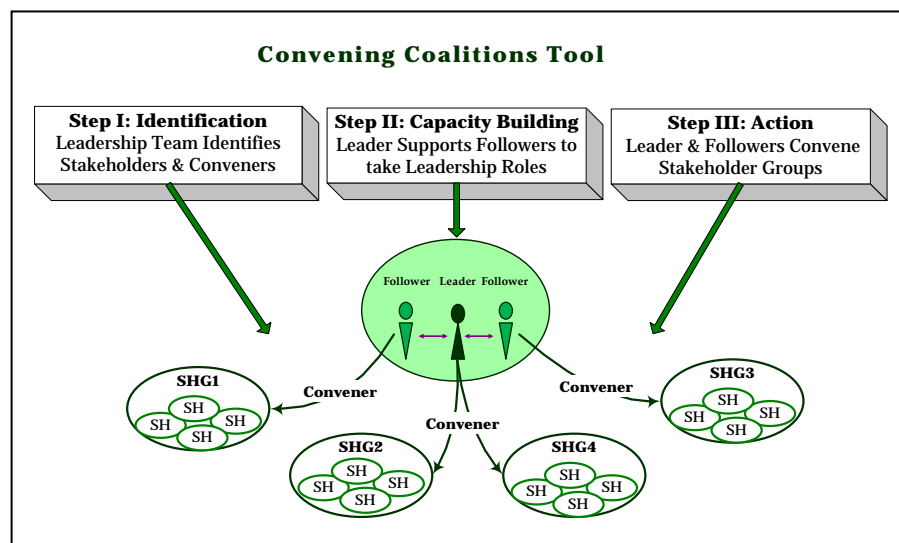 Convening Coalitions Tool
Step I: Identification
Leadership Team Identifies
Stakeholders & Conveners
Step II: Capacity Building
Leader Supports Followers to
take Leadership Roles
Step III: Action
Leader & Followers Convene
Stakeholder Groups
Follower Leader Follower
SHG1
SH
SH
SH
SH
Convener
Convener
Convener
SHG3
SH
SH
SH
SH
SHG2
SH
SH
SH
SH
SHG4
SH
SH
SH
SH